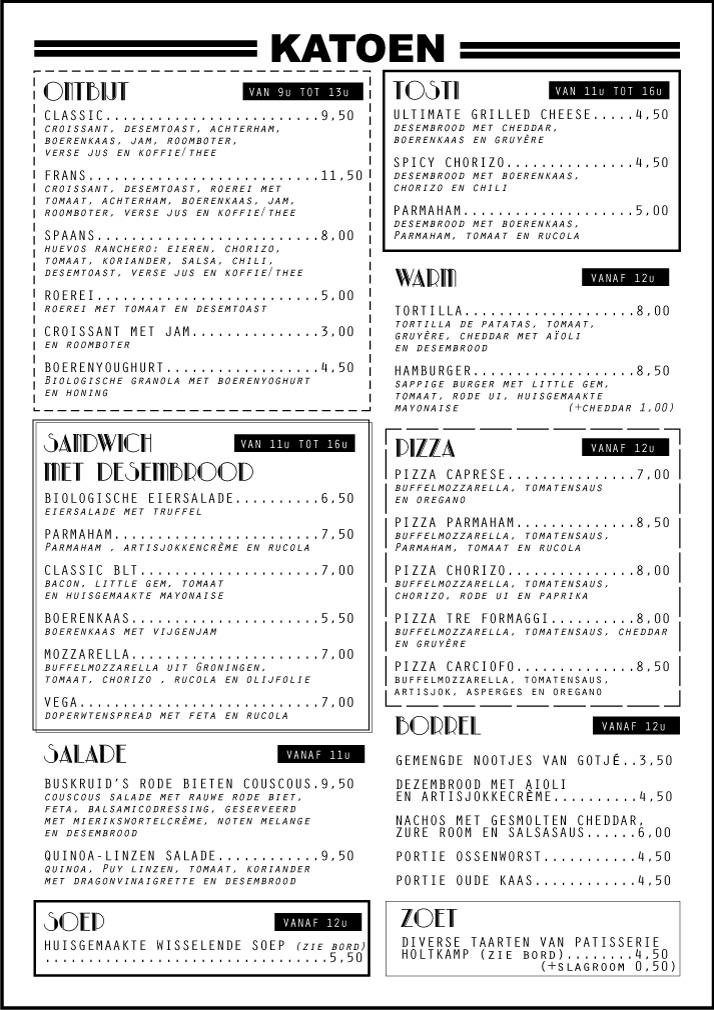 KATOEN
ONTBIJT
VAN 9U TOT 13U
CLASSIC.........................9,50
CROISSANT, DESEMTOAST, ACHTERHAM,
BOERENKAAS, JAM, ROOMBOTER,
VERSE JUS EN KOFFIE/THEE
FRANS...........................11,50
CROISSANT, DESEMTOAST, ROEREI MET
TOMAAT, ACHTERHAM, BOERENKAAS, JAM,
ROOMBOTER, VERSE JUS EN KOFFIE/THEE
SPAANS..........................8,00
HUEVOS RANCHERO: EIEREN, CHORIZO,
TOMAAT, KORIANDER, SALSA, CHILI,
DESEMTOAST, VERSE JUS EN KOFFIE/THEE
ROEREI..........................5,00
ROEREI MET TOMAAT EN DESEMTOAST
CROISSANT MET JAM...............3,00
EN ROOMBOTER
BOERENYOUGHURT..................4,50
BIOLOGISCHE GRANOLA MET BOERENYOGHURT
EN HONING
SANDWICH
VAN 11U TOT 16U
MET DESEMBROOD
BIOLOGISCHE EIERSALADE..........6,50
EIERSALADE MET TRUFFEL
PARMAHAM........................7,50
PARMAHAM , ARTISJOKKENCRÈME EN RUCOLA
CLASSIC BLT.....................7,00
BACON, LITTLE GEM, TOMAAT
EN HUISGEMAAKTE MAYONAISE
BOERENKAAS......................5,50
BOERENKAAS MET VIJGENJAM
MOZZARELLA......................7,00
BUFFELMOZZARELLA UIT GRONINGEN,
TOMAAT, CHORIZO , RUCOLA EN OLIJFOLIE
VEGA............................7,00
DOPERWTENSPREAD MET FETA EN RUCOLA
SALADE
VANAF 11U
BUSKRUID'S RODE BIETEN COUSCOUS.9,50
COUSCOUS SALADE MET RAUWE RODE BIET,
FETA, BALSAMICODRESSING, GESERVEERD
MET MIERIKSWORTELCRÈME, NOTEN MELANGE
EN DESEMBROOD
QUINOA-LINZEN SALADE............9,50
QUINOA, PUY LINZEN, TOMAAT, KORIANDER
MET DRAGONVINAIGRETTE EN DESEMBROOD
SOEP
VANAF 12U
HUISGEMAAKTE WISSELENDE SOEP (ZIE BORD)
.................................5,50
TOSTI
VAN 11U TOT 16U
ULTIMATE GRILLED CHEESE.....4,50
DESEMBROOD MET CHEDDAR,
BOERENKAAS EN GRUYÈRE
SPICY CHORIZO...............4,50
DESEMBROOD MET BOERENKAAS,
CHORIZO EN CHILI
PARMAHAM....................5,00
DESEMBROOD MET BOERENKAAS,
PARMAHAM, TOMAAT EN RUCOLA
WARM
VANAF 12U
TORTILLA....................8,00
TORTILLA DE PATATAS, TOMAAT,
GRUYÈRE, CHEDDAR MET AÏOLI
EN DESEMBROOD
HAMBURGER...................8,50
SAPPIGE BURGER MET LITTLE GEM,
TOMAAT, RODE UI, HUISGEMAAKTE
MAYONAISE (+CHEDDAR 1,00)
PIZZA
VANAF 12U
PIZZA CAPRESE...............7,00
BUFFELMOZZARELLA, TOMATENSAUS
EN OREGANO
PIZZA PARMAHAM..............8,50
BUFFELMOZZARELLA, TOMATENSAUS,
PARMAHAM, TOMAAT EN RUCOLA
PIZZA CHORIZO...............8,00
BUFFELMOZZARELLA, TOMATENSAUS,
CHORIZO, RODE UI EN PAPRIKA
PIZZA TRE FORMAGGI..........8,00
BUFFELMOZZARELLA, TOMATENSAUS, CHEDDAR
EN GRUYÈRE
PIZZA CARCIOFO..............8,50
BUFFELMOZZARELLA, TOMATENSAUS,
ARTISJOK, ASPERGES EN OREGANO
BORREL
VANAF 12U
GEMENGDE NOOTJES VAN GOTJÉ..3,50
DEZEMBROOD MET AIOLI
EN ARTISJOKKECRÈME..........4,50
NACHOS MET GESMOLTEN CHEDDAR,
ZURE ROOM EN SALSASAUS......6,00
PORTIE OSSENWORST...........4,50
PORTIE OUDE KAAS............4,50
ZOET
DIVERSE TAARTEN VAN PATISSERIE
HOLTKAMP (ZIE BORD)........4,50
(+SLAGROOM 0,50)